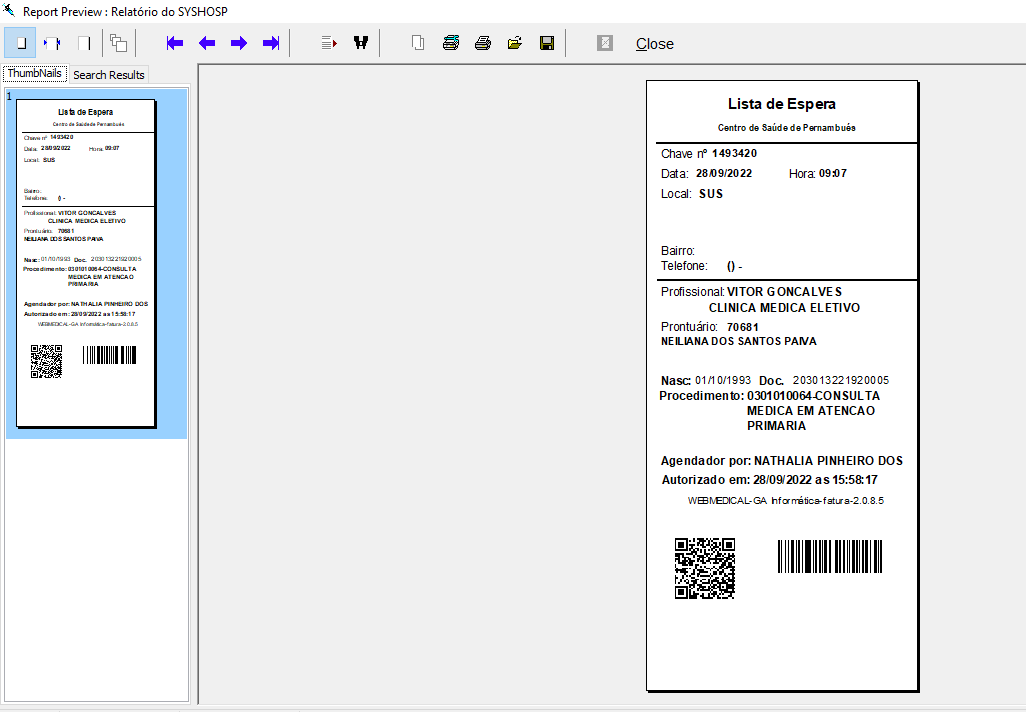 Report Preview : Relatório do SYSHOSP
Close
ThumbNails Search Results
1
Lista de Espera
Centro de Saúde de Pernambués
Chave nº 1493420
Data: 28/09/2022 Hora: 09:07
Local: SUS
Bairro:
Telefone: () -
Profissional: VITOR GONCALVES
CLINICA MEDICA ELETIVO
Prontuário: 70681
NEILIANA DOS SANTOS PAIVA
Nasc: 01/10/1993 Doc. 203013221920005
Procedimento: 0301010064-CONSULTA
MEDICA EM ATENCAO
PRIMARIA
Agendador por: NATHALIA PINHEIRO DOS
Autorizado em: 28/09/2022 as 15:58:17
WEBMEDICAL-GA Informática-fatura-2.0.8.5
Lista de Espera
Centro de Saúde de Pernambués
Chave nº 1493420
Data: 28/09/2022 Hora: 09:07
Local: SUS
Bairro:
Telefone: () -
Profissional: VITOR GONCALVES
CLINICA MEDICA ELETIVO
Prontuário: 70681
NEILIANA DOS SANTOS PAIVA
Nasc: 01/10/1993 Doc. 203013221920005
Procedimento: 0301010064-CONSULTA
MEDICA EM ATENCAO
PRIMARIA
Agendador por: NATHALIA PINHEIRO DOS
Autorizado em: 28/09/2022 as 15:58:17
WEBMEDICAL-GA Informática-fatura-2.0.8.5